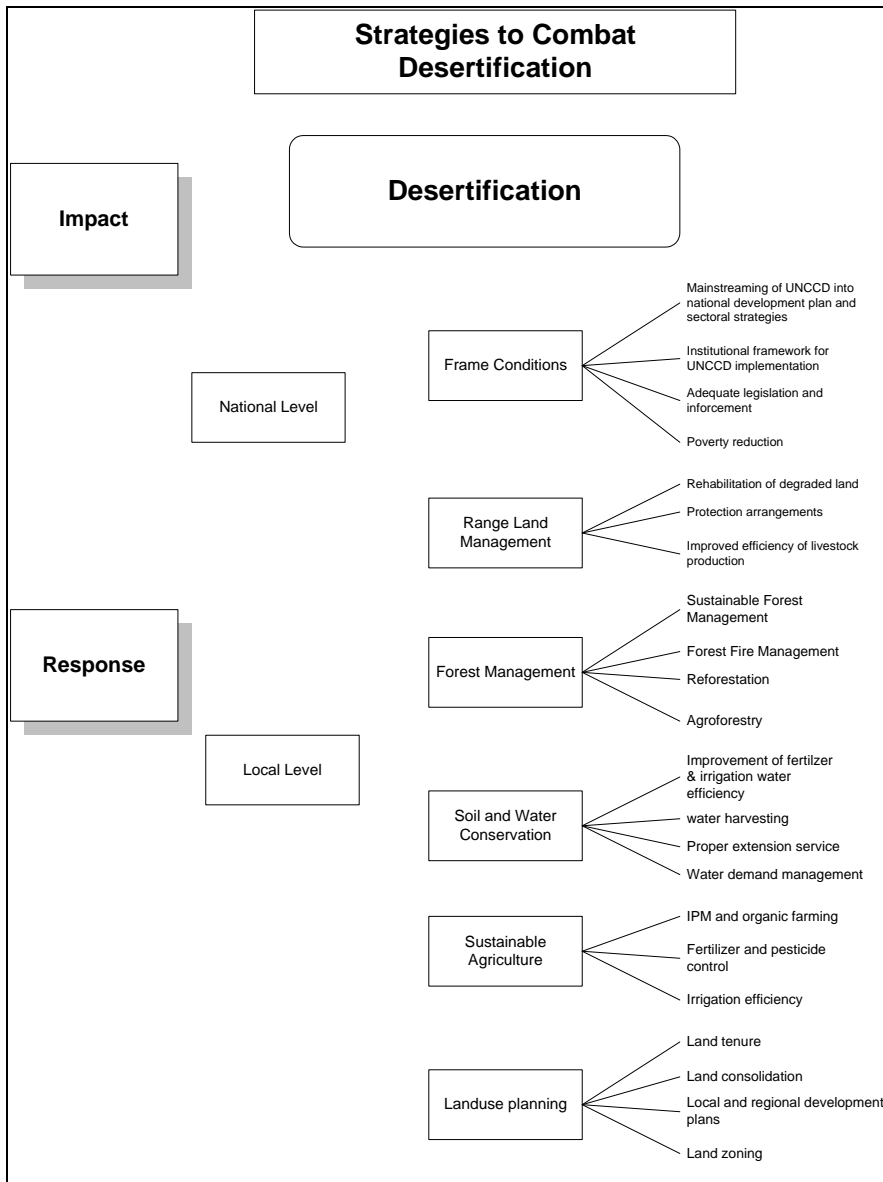 Strategies to Combat
Desertification
Desertification
Impact
Mainstreaming of UNCCD into
national development plan and
sectoral strategies
Frame Conditions
Institutional framework for
UNCCD implementation
National Level
Adequate legislation and
inforcement
Poverty reduction
Range Land
Management
Rehabilitation of degraded land
Protection arrangements
Improved efficiency of livestock
production
Response
Forest Management
Sustainable Forest
Management
Forest Fire Management
Reforestation
Agroforestry
Local Level
Soil and Water
Conservation
Improvement of fertilzer
& irrigation water
efficiency
water harvesting
Proper extension service
Water demand management
Sustainable
Agriculture
IPM and organic farming
Fertilizer and pesticide
control
Irrigation efficiency
Landuse planning
Land tenure
Land consolidation
Local and regional development
plans
Land zoning